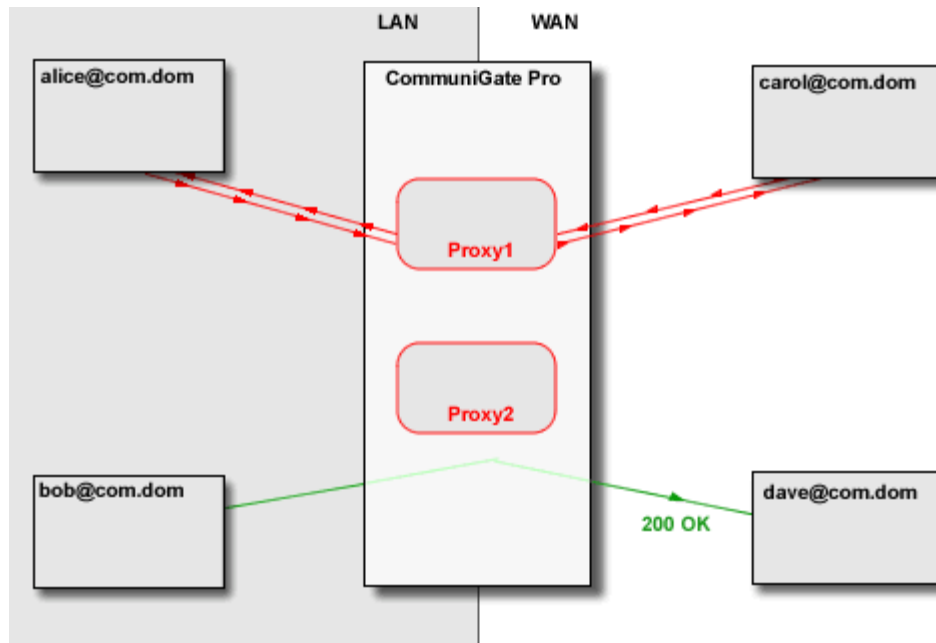 LAN
WAN
alice@com.dom
CommuniGate Pro
carol@com.dom
Proxy1
Proxy2
bob@com.dom
dave@com.dom
200 OK